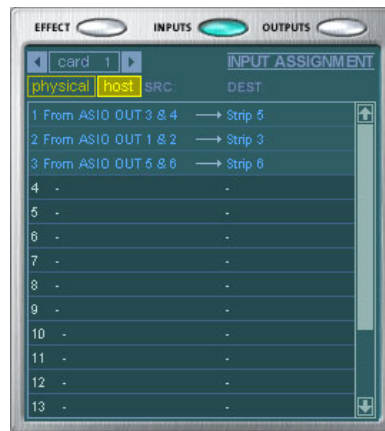 EFFECT INPUTS OUTPUTS
card 1 INPUT ASSIGNMENT
physical host SRC: DEST:
1 From ASIO OUT 3 & 4 → Strip 5
2 From ASIO OUT 1 & 2 → Strip 3
3 From ASIO OUT 5 & 6 → Strip 6
4 - -
5 - -
6 - -
7 - -
8 - -
9 - -
10 - -
11 - -
12 - -
13 - -